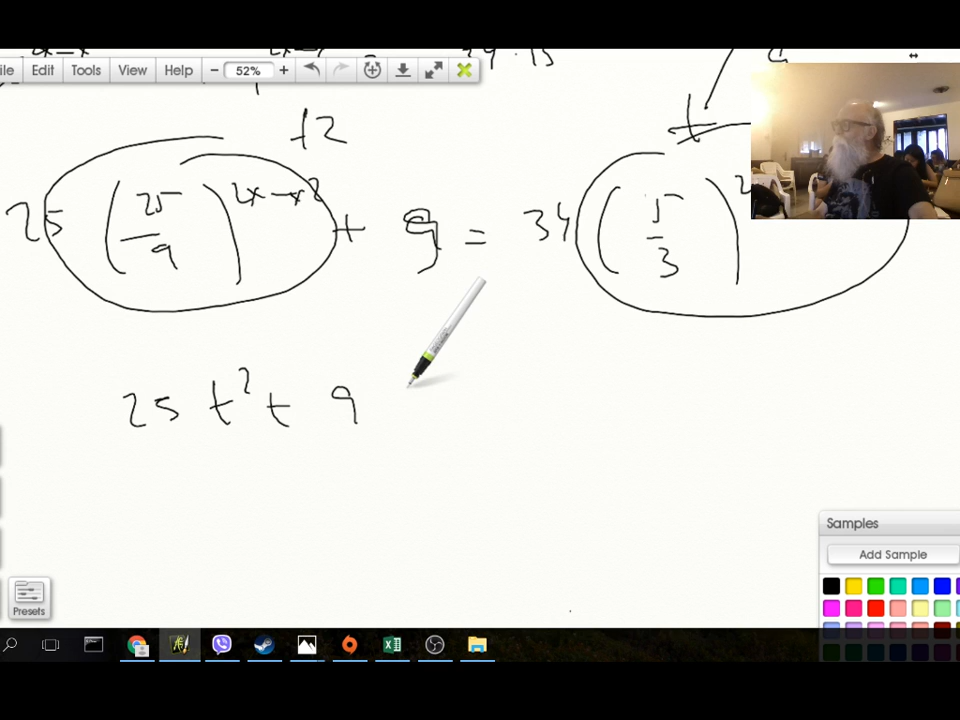 ile Edit Tools View Help − 52% +
t2
t
25 (25/9)^2x-x2 + 9 = 34 (5/3)^2
25 t² + 9
Samples
Add Sample
Presets